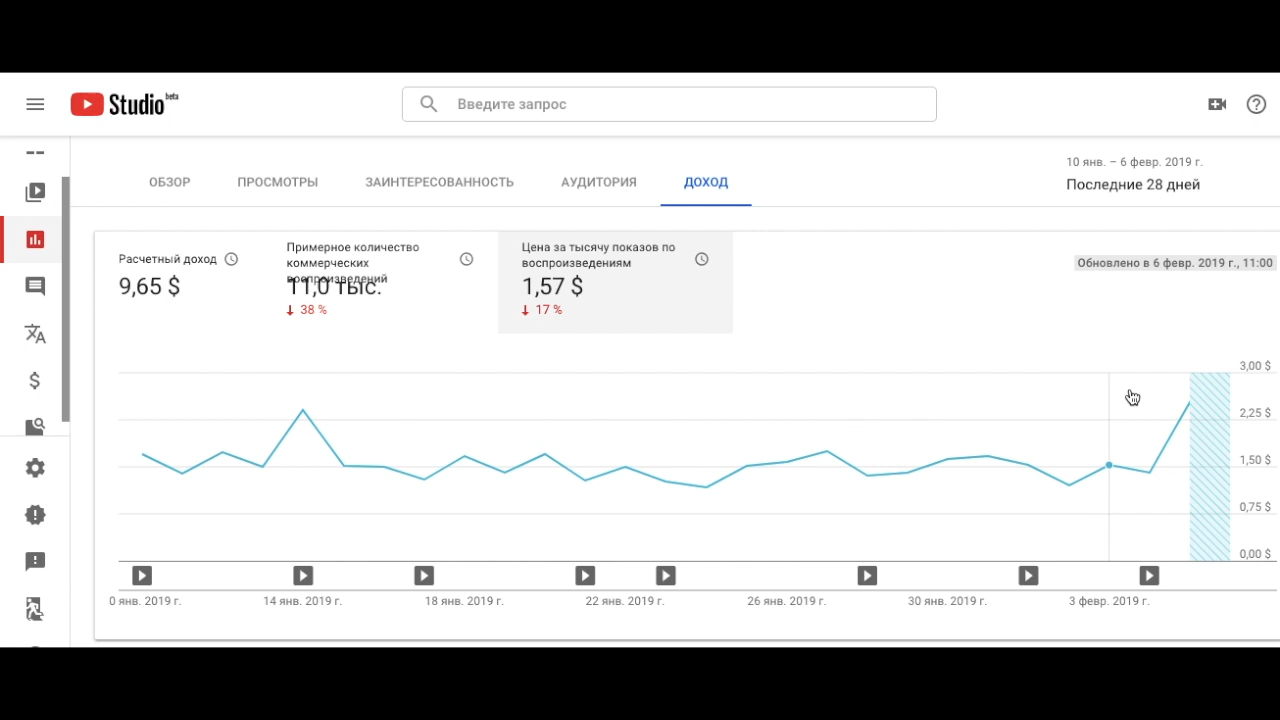 Studio beta
Введите запрос
10 янв. – 6 февр. 2019 г.
Последние 28 дней
ОБЗОР
ПРОСМОТРЫ
ЗАИНТЕРЕСОВАННОСТЬ
АУДИТОРИЯ
ДОХОД
Расчетный доход
9,65 $
Примерное количество
коммерческих
воспроизведений
11,0 тыс.
38 %
Цена за тысячу показов по
воспроизведениям
1,57 $
17 %
Обновлено в 6 февр. 2019 г., 11:00
3,00 $
2,25 $
1,50 $
0,75 $
0,00 $
0 янв. 2019 г.
14 янв. 2019 г.
18 янв. 2019 г.
22 янв. 2019 г.
26 янв. 2019 г.
30 янв. 2019 г.
3 февр. 2019 г.